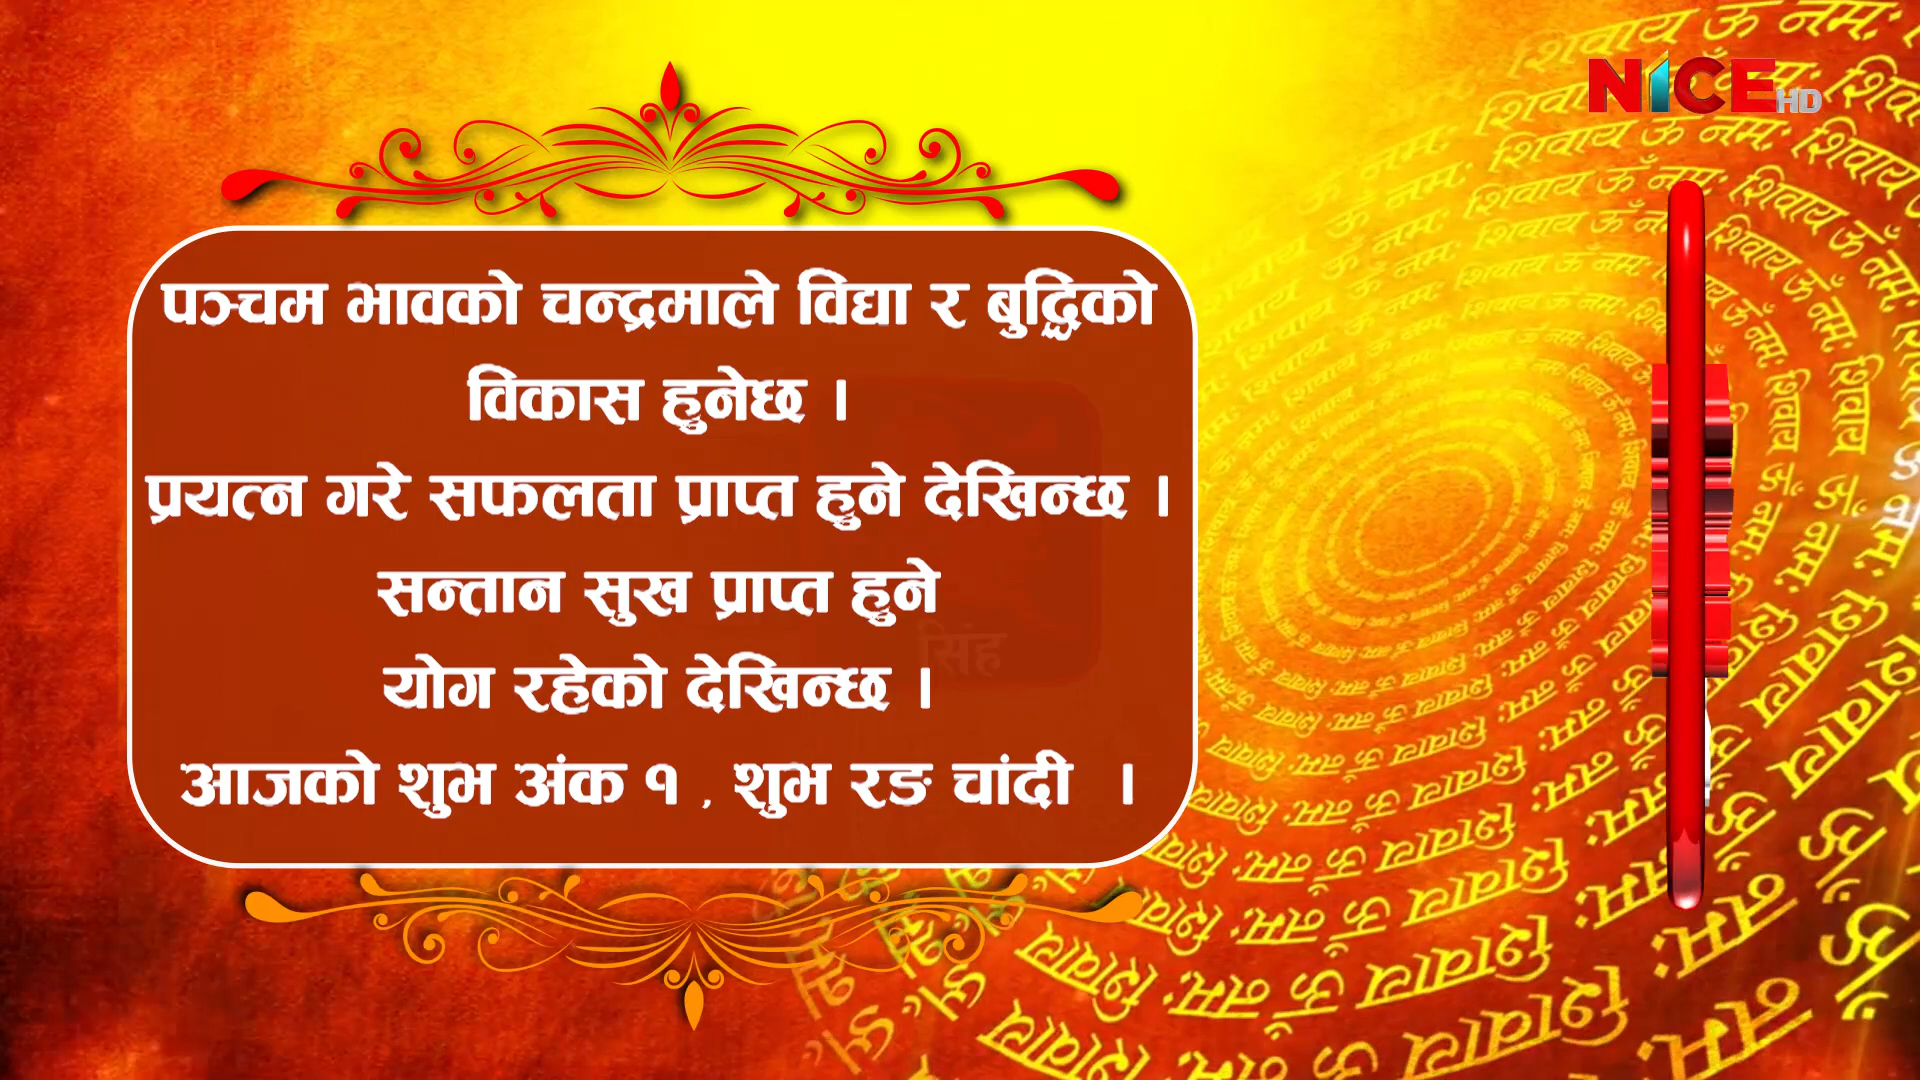 NICE HD
पञ्चम भावको चन्द्रमाले विद्या र बुद्धिको
विकास हुनेछ ।
प्रयत्न गरे सफलता प्राप्त हुने देखिन्छ ।
सन्तान सुख प्राप्त हुने
योग रहेको देखिन्छ ।
आजको शुभ अंक १ , शुभ रङ चांदी ।
सिंह